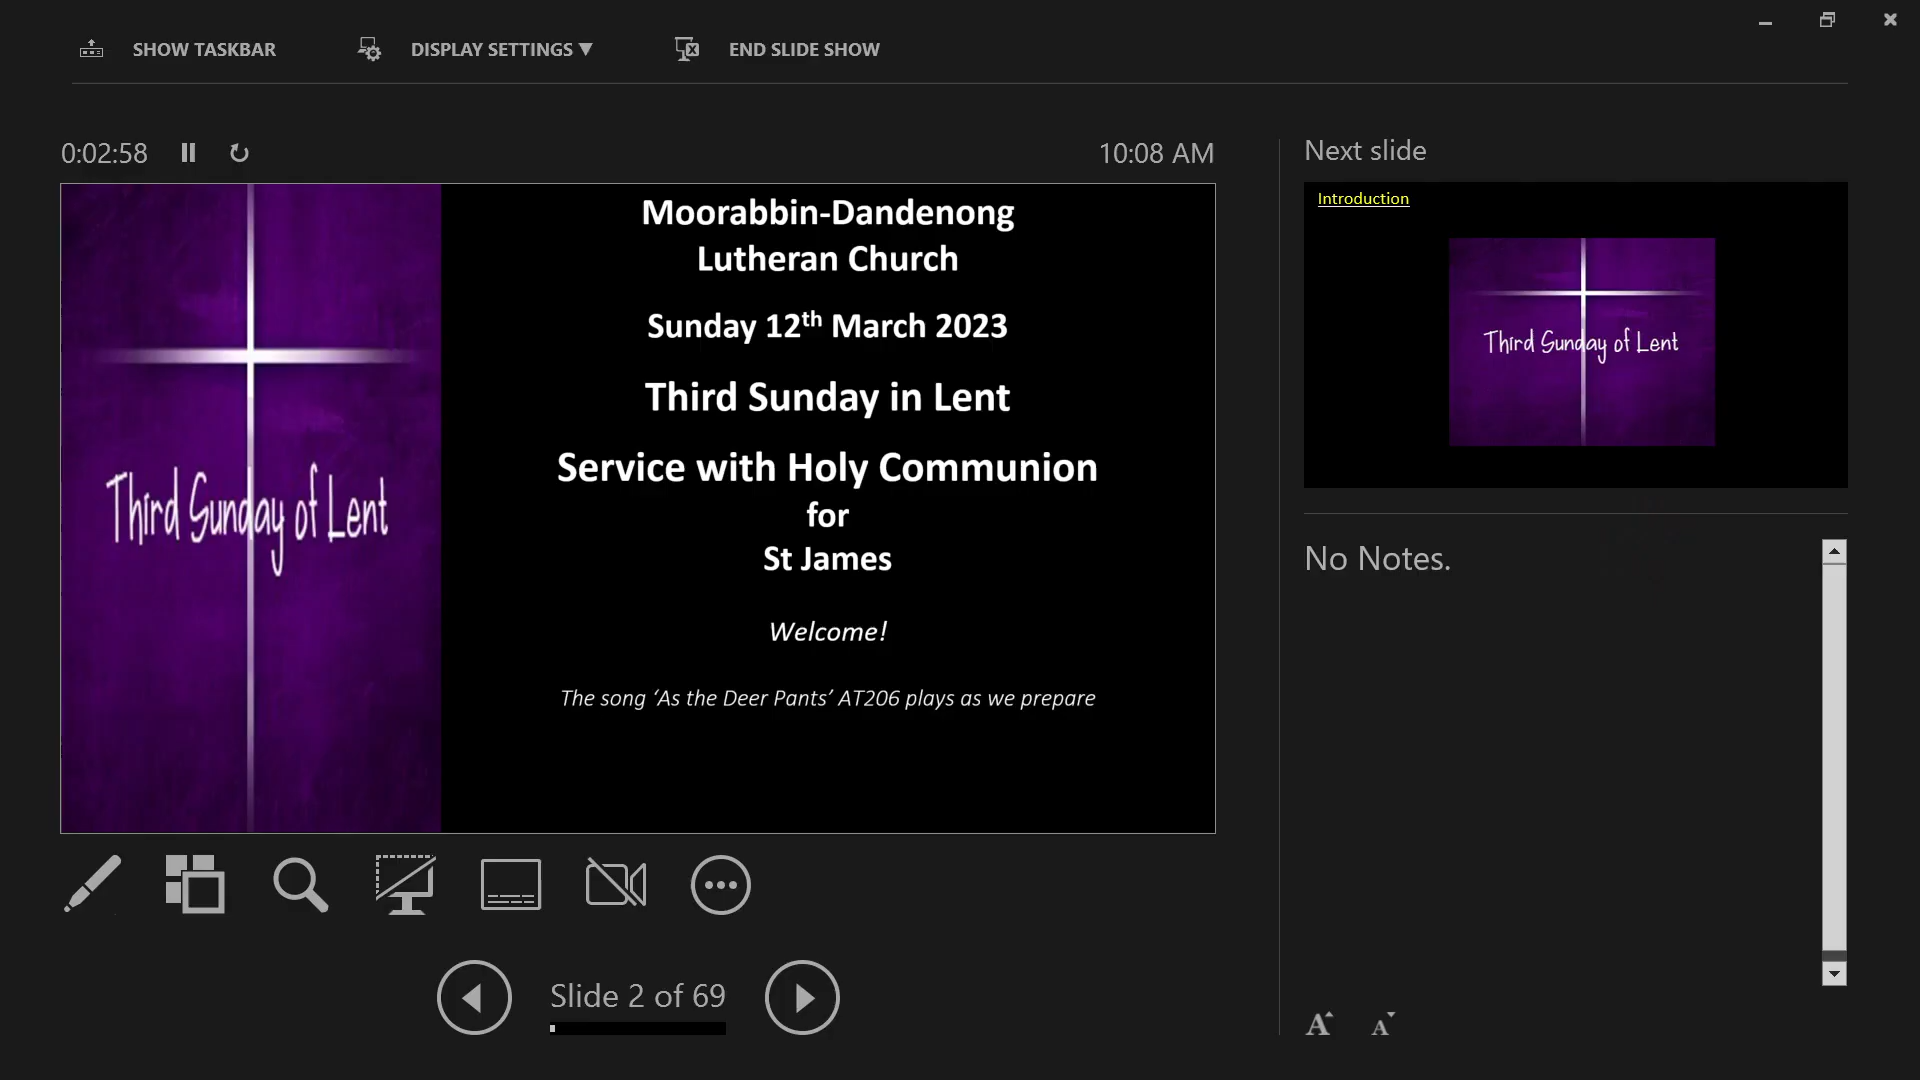 SHOW TASKBAR
DISPLAY SETTINGS ▼
END SLIDE SHOW
0:02:58
10:08 AM
Third Sunday of Lent
Moorabbin-Dandenong
Lutheran Church
Sunday 12th March 2023
Third Sunday in Lent
Service with Holy Communion
for
St James
Welcome!
The song ‘As the Deer Pants’ AT206 plays as we prepare
Slide 2 of 69
Next slide
Introduction
Third Sunday of Lent
No Notes.
A
A